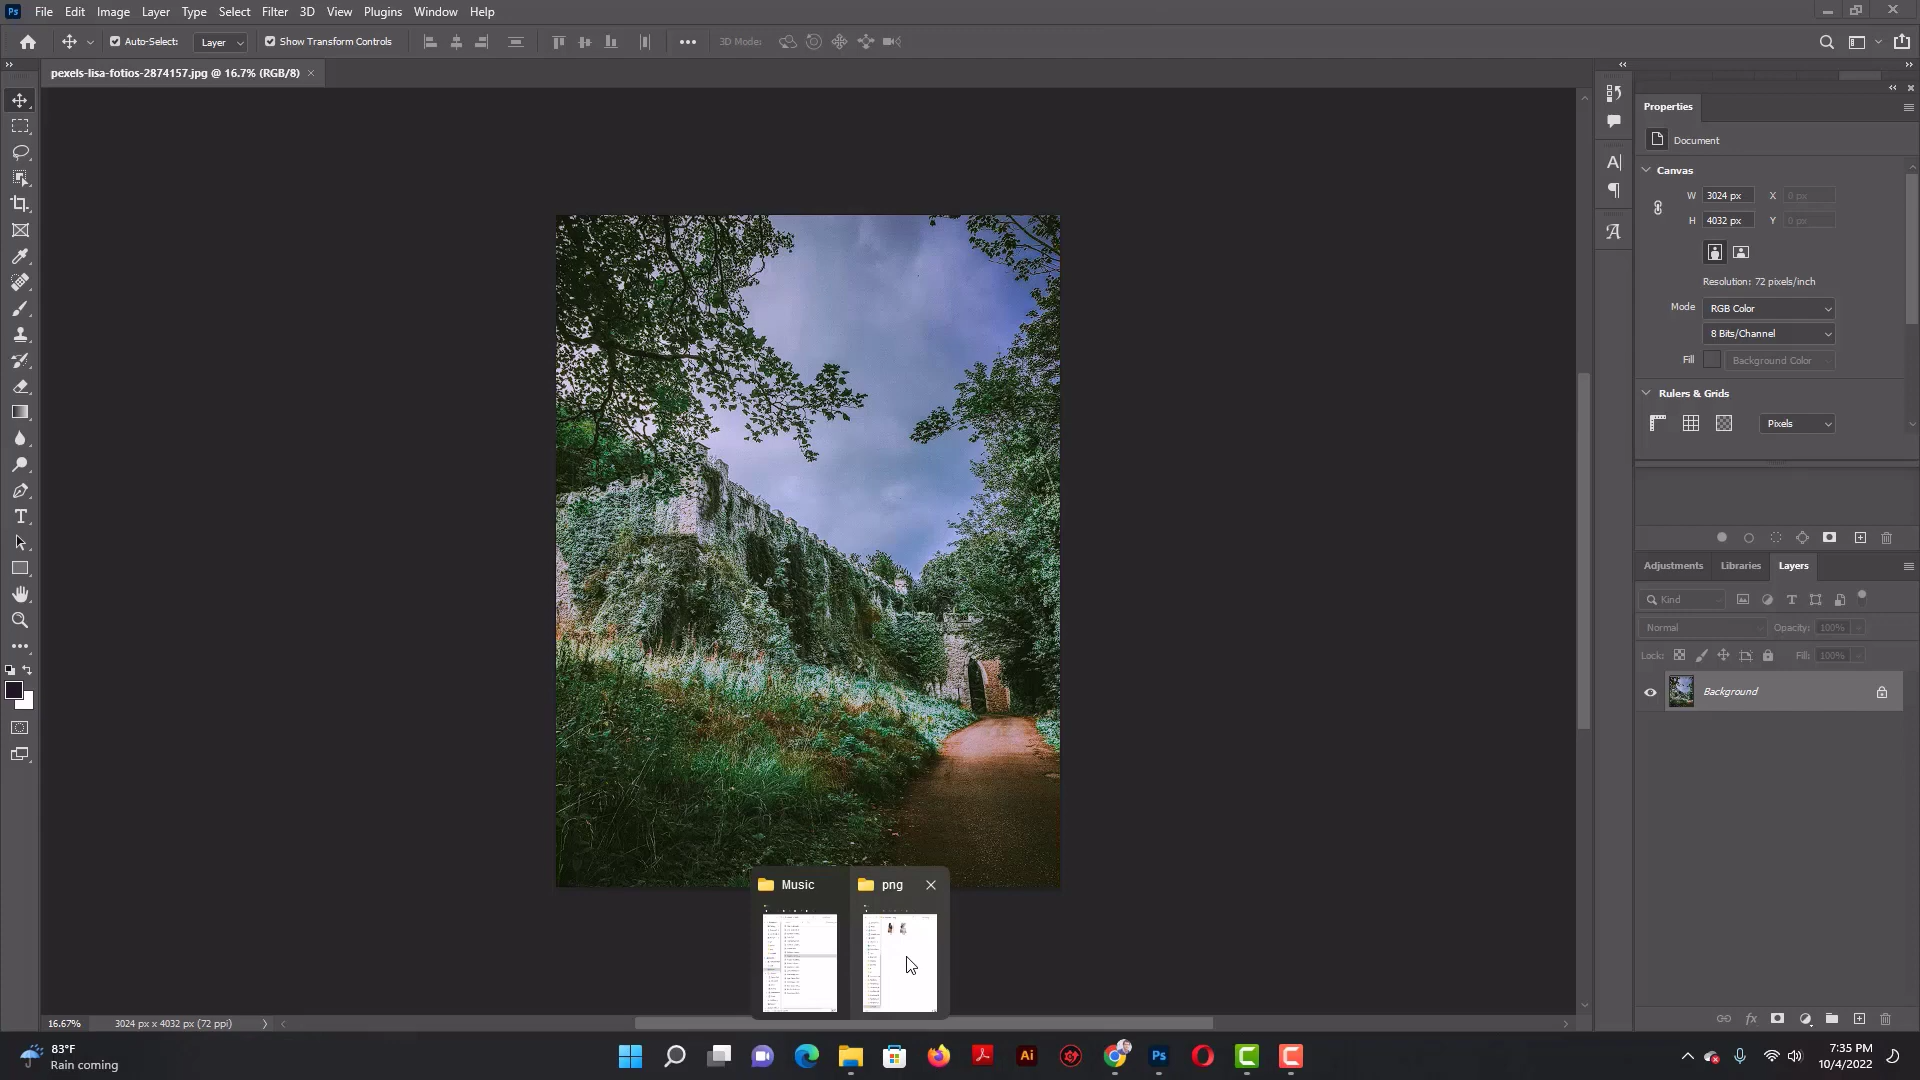 Ps File Edit Image Layer Type Select Filter 3D View Plugins Window Help
Auto-Select: Layer Show Transform Controls 3D Mode:
pexels-lisa-fotios-2874157.jpg @ 16.7% (RGB/8)
Properties
Document
Canvas
W 3024 px X 0 px
H 4032 px Y 0 px
Resolution: 72 pixels/inch
Mode RGB Color
8 Bits/Channel
Fill Background Color
Rulers & Grids
Pixels
Adjustments Libraries Layers
Kind
Normal Opacity: 100%
Lock: Fill: 100%
Background
Music png
16.67% 3024 px x 4032 px (72 ppi)
83°F
Rain coming
Ai Ps
7:35 PM
10/4/2022